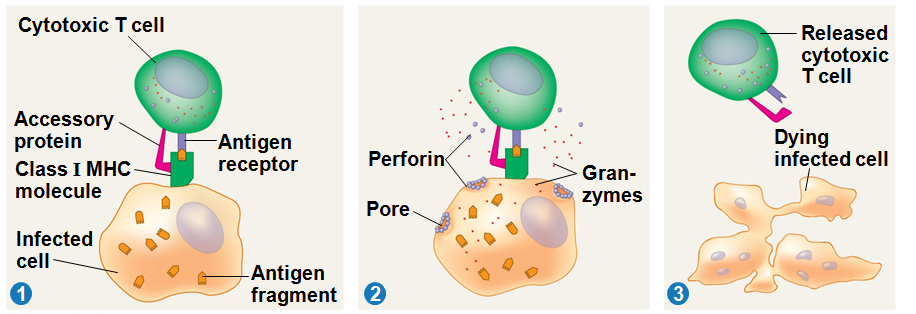 Cytotoxic T cell
Accessory
protein
Antigen
receptor
Class I MHC
molecule
Infected
cell
Antigen
fragment
1
Perforin
Gran-
zymes
Pore
2
Released
cytotoxic
T cell
Dying
infected cell
3